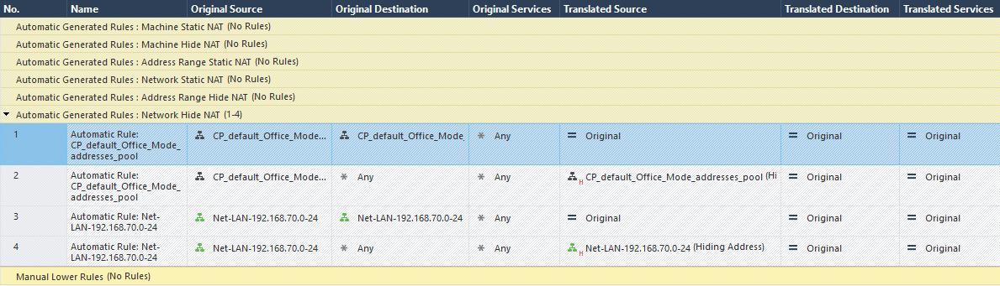 No. Name Original Source Original Destination Original Services Translated Source Translated Destination Translated Services
Automatic Generated Rules : Machine Static NAT (No Rules)
Automatic Generated Rules : Machine Hide NAT (No Rules)
Automatic Generated Rules : Address Range Static NAT (No Rules)
Automatic Generated Rules : Network Static NAT (No Rules)
Automatic Generated Rules : Address Range Hide NAT (No Rules)
Automatic Generated Rules : Network Hide NAT (1-4)
1 Automatic Rule: CP_default_Office_Mode... CP_default_Office_Mode_ * Any = Original = Original = Original
CP_default_Office_Mode_
addresses_pool
2 Automatic Rule: CP_default_Office_Mode... * Any * Any H CP_default_Office_Mode_addresses_pool (Hi = Original = Original
CP_default_Office_Mode_
addresses_pool
3 Automatic Rule: Net- Net-LAN-192.168.70.0-24 Net-LAN-192.168.70.0-24 * Any = Original = Original = Original
LAN-192.168.70.0-24
4 Automatic Rule: Net- Net-LAN-192.168.70.0-24 * Any * Any H Net-LAN-192.168.70.0-24 (Hiding Address) = Original = Original
LAN-192.168.70.0-24
Manual Lower Rules (No Rules)